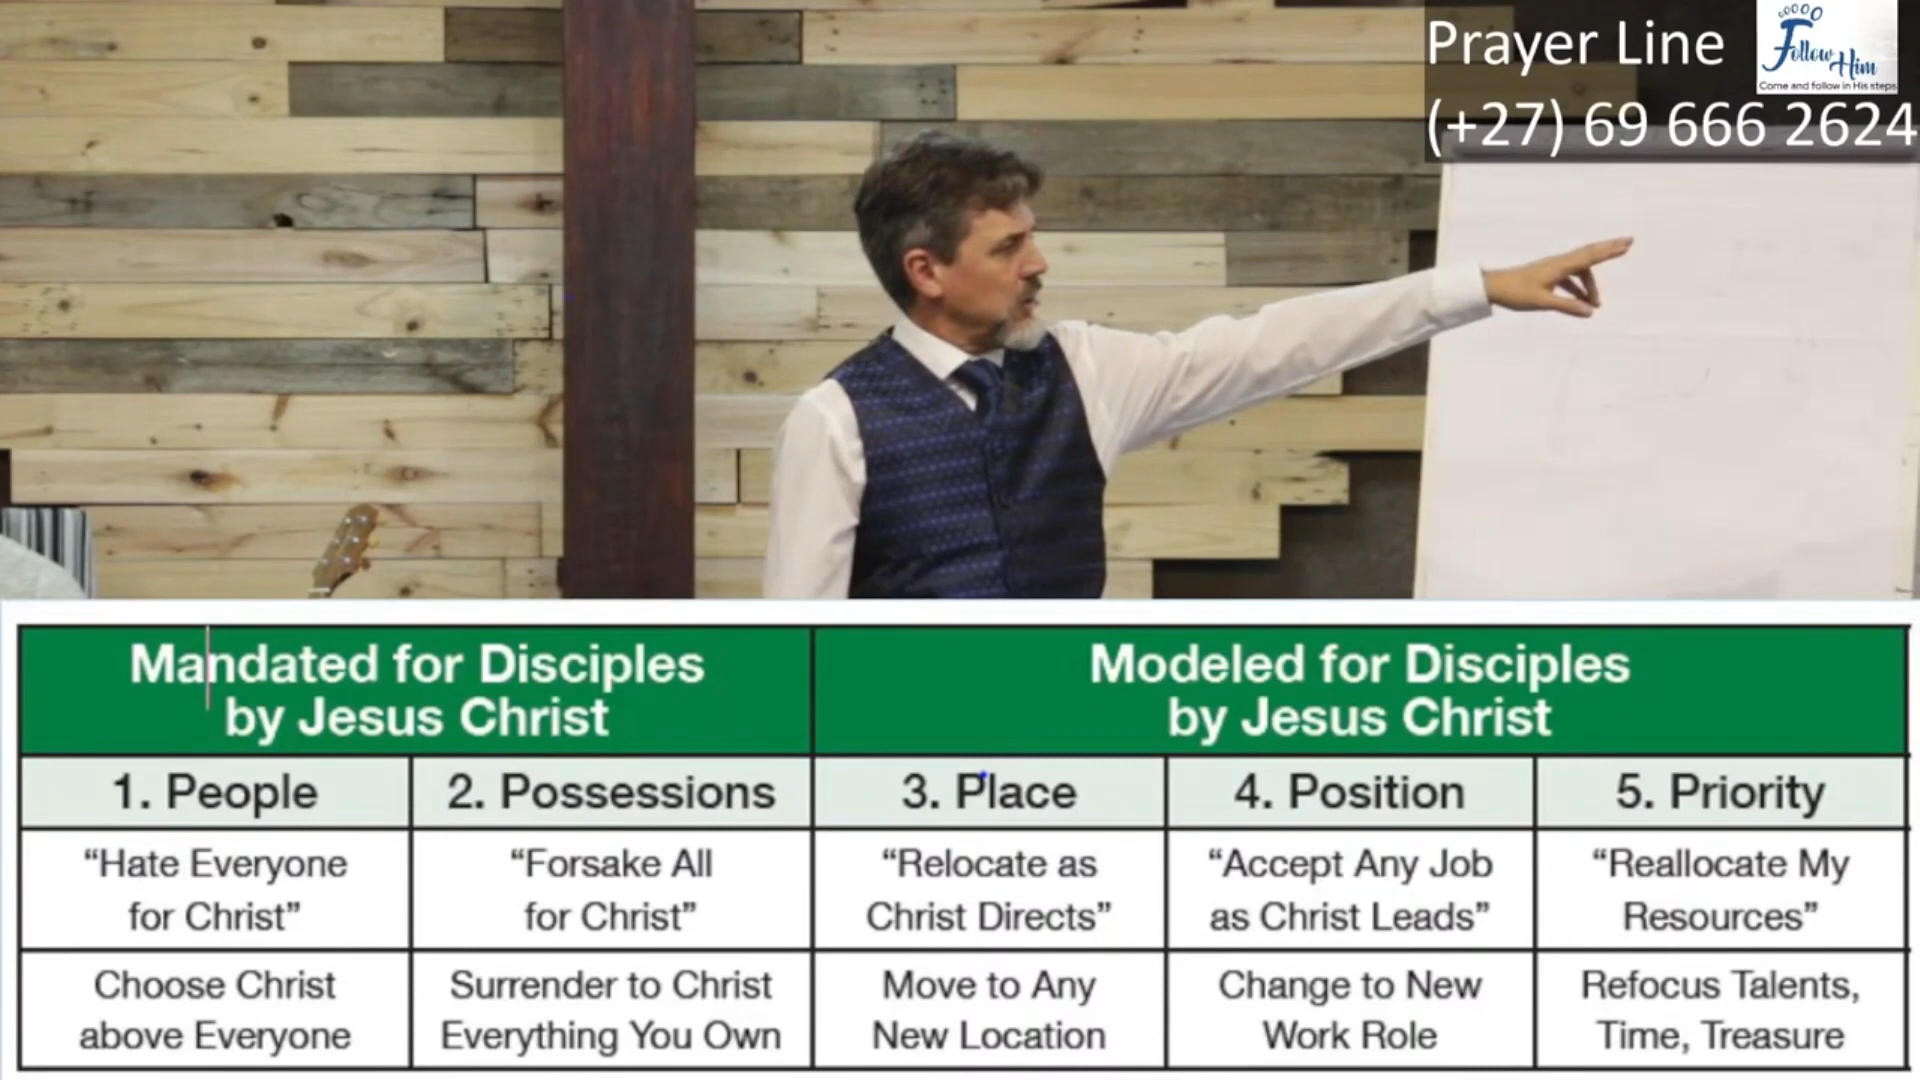 Prayer Line
(+27) 69 666 2624
Follow Him
Come and follow in His steps
Mandated for Disciples
by Jesus Christ
Modeled for Disciples
by Jesus Christ
1. People
2. Possessions
3. Place
4. Position
5. Priority
“Hate Everyone
for Christ”
“Forsake All
for Christ”
“Relocate as
Christ Directs”
“Accept Any Job
as Christ Leads”
“Reallocate My
Resources”
Choose Christ
above Everyone
Surrender to Christ
Everything You Own
Move to Any
New Location
Change to New
Work Role
Refocus Talents,
Time, Treasure